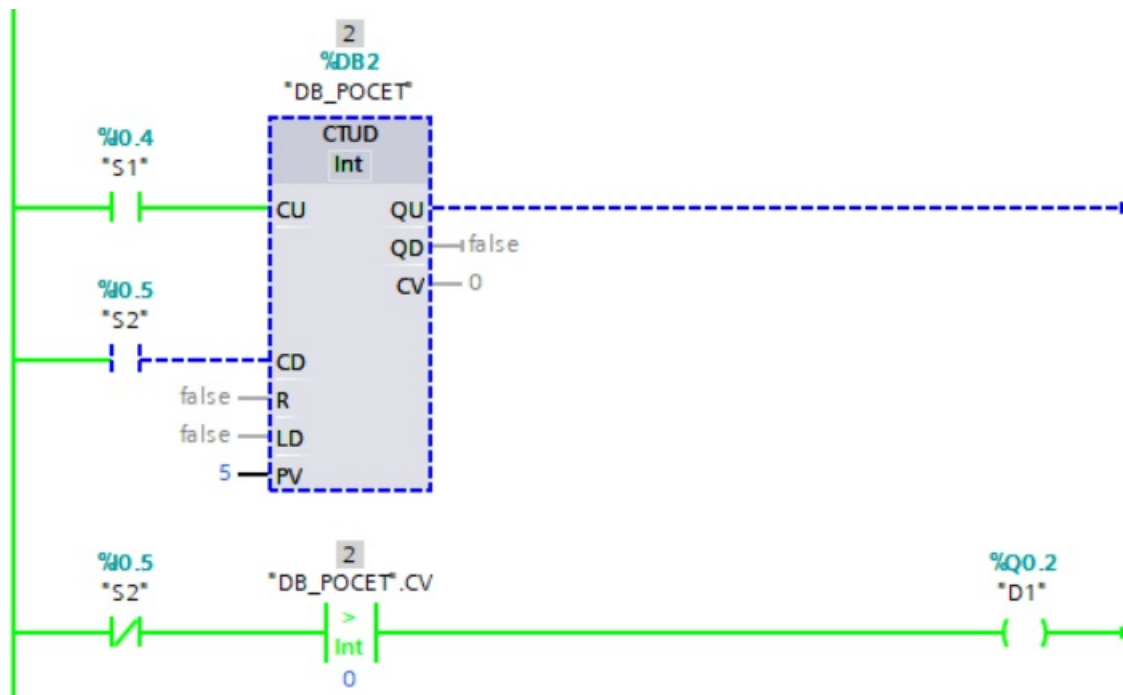 2
%DB2
"DB_POCET"
CTUD
Int
%I0.4
"S1"
CU
QU
QD
false
CV
0
%I0.5
"S2"
CD
false
R
false
LD
5
PV
%I0.5
"S2"
2
"DB_POCET".CV
>
Int
0
%Q0.2
"D1"